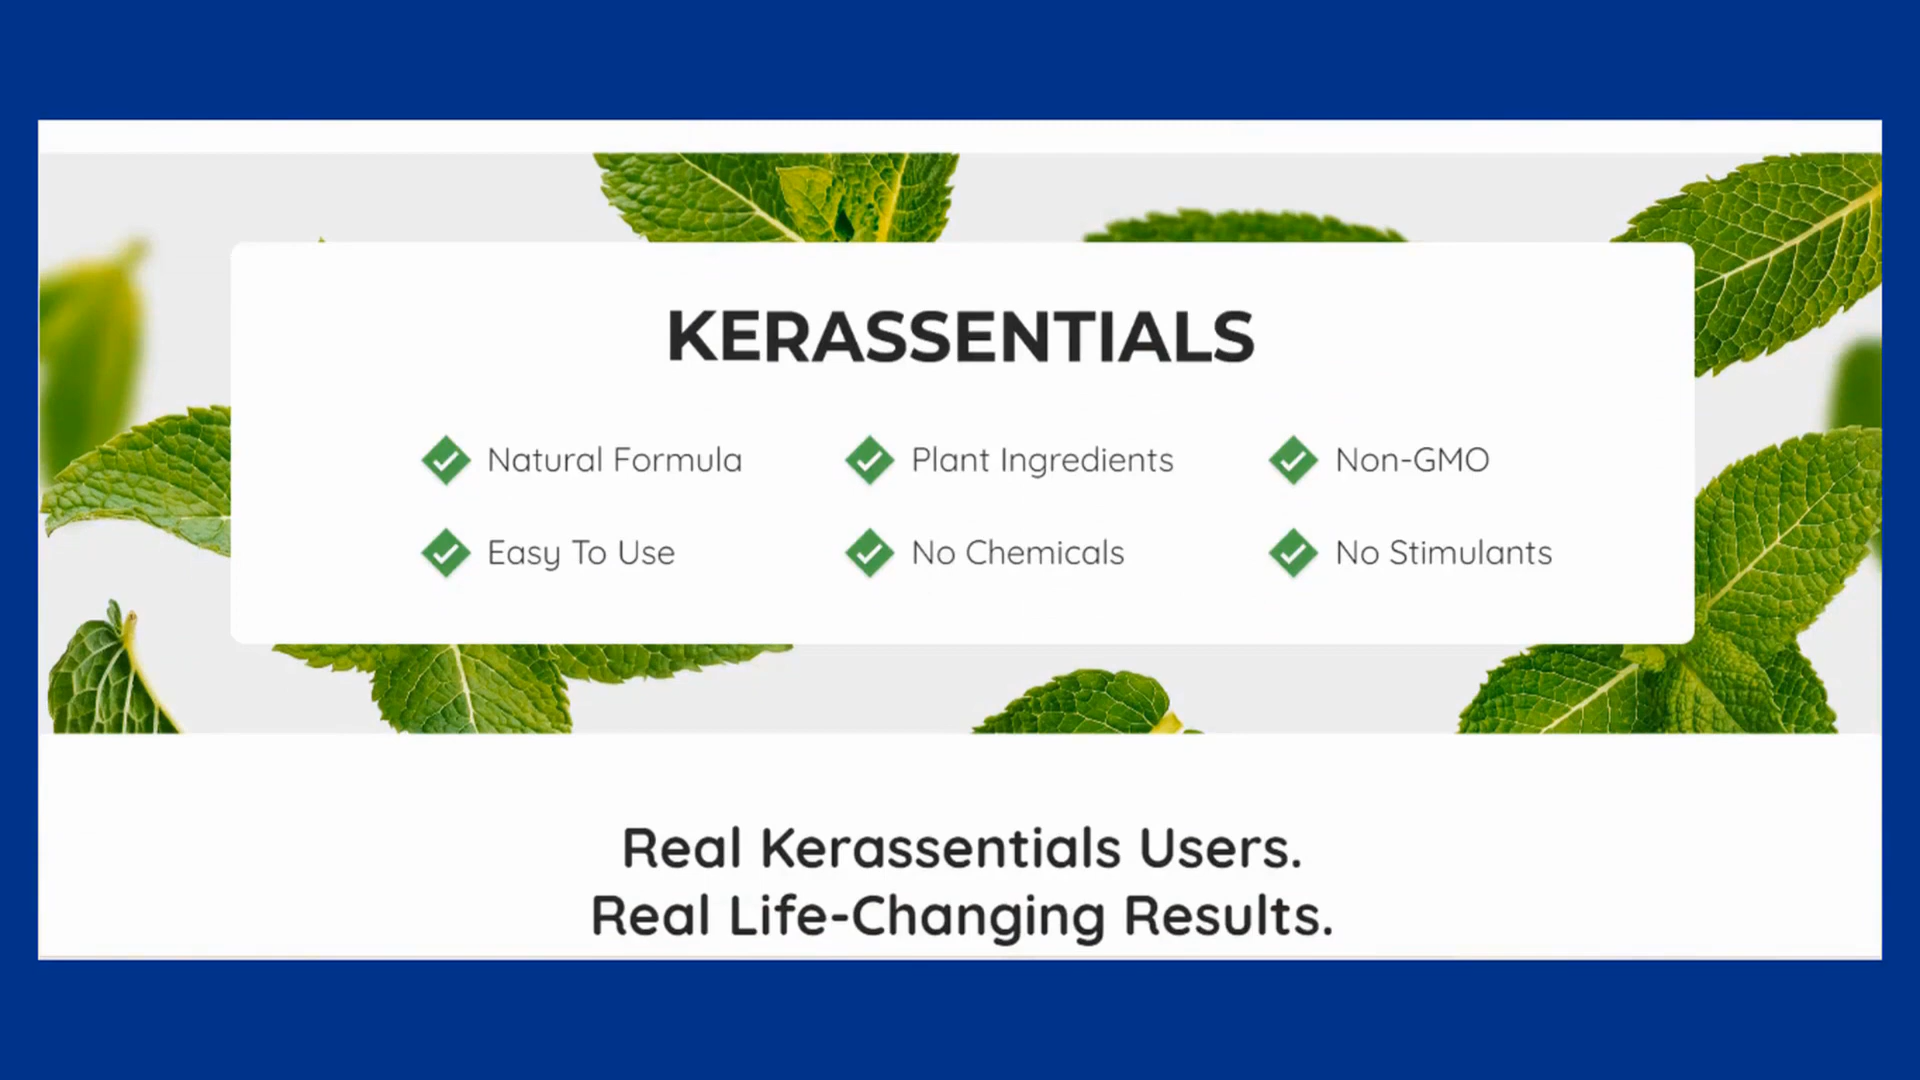 KERASSENTIALS
Natural Formula
Plant Ingredients
Non-GMO
Easy To Use
No Chemicals
No Stimulants
Real Kerassentials Users.
Real Life-Changing Results.